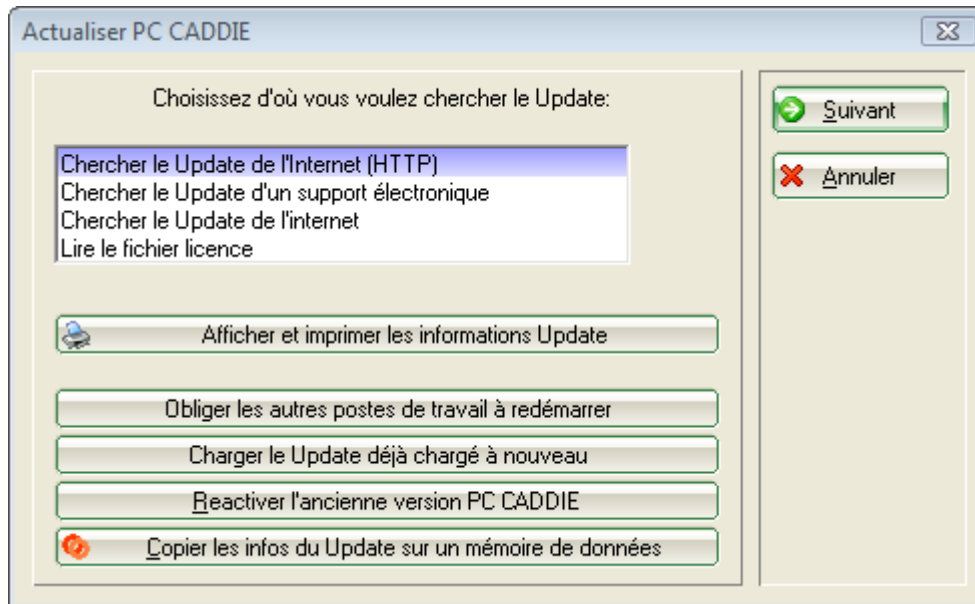 Actualiser PC CADDIE
Choisissez d'où vous voulez chercher le Update:
Chercher le Update de l'Internet (HTTP)
Chercher le Update d'un support électronique
Chercher le Update de l'internet
Lire le fichier licence
Afficher et imprimer les informations Update
Obliger les autres postes de travail à redémarrer
Charger le Update déjà chargé à nouveau
Reactiver l'ancienne version PC CADDIE
Copier les infos du Update sur un mémoire de données
Suivant
Annuler